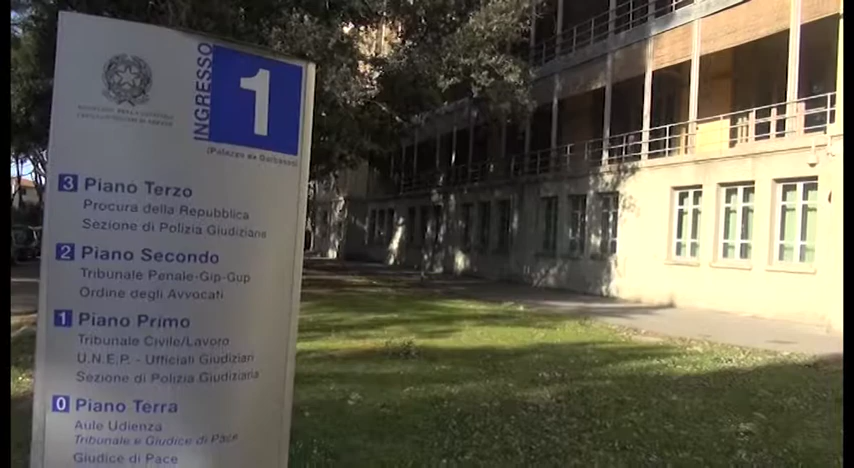 INGRESSO
1
3 Piano Terzo
Procura della Repubblica
Sezione di Polizia Giudiziaria
2 Piano Secondo
Tribunale Penale-Gip-Gup
Ordine degli Avvocati
1 Piano Primo
Tribunale Civile/Lavoro
U.N.E.P. - Ufficiali Giudiziari
Sezione di Polizia Giudiziaria
0 Piano Terra
Aule Udienza
Tribunale e Giudice di Pace
Giudice di Pace